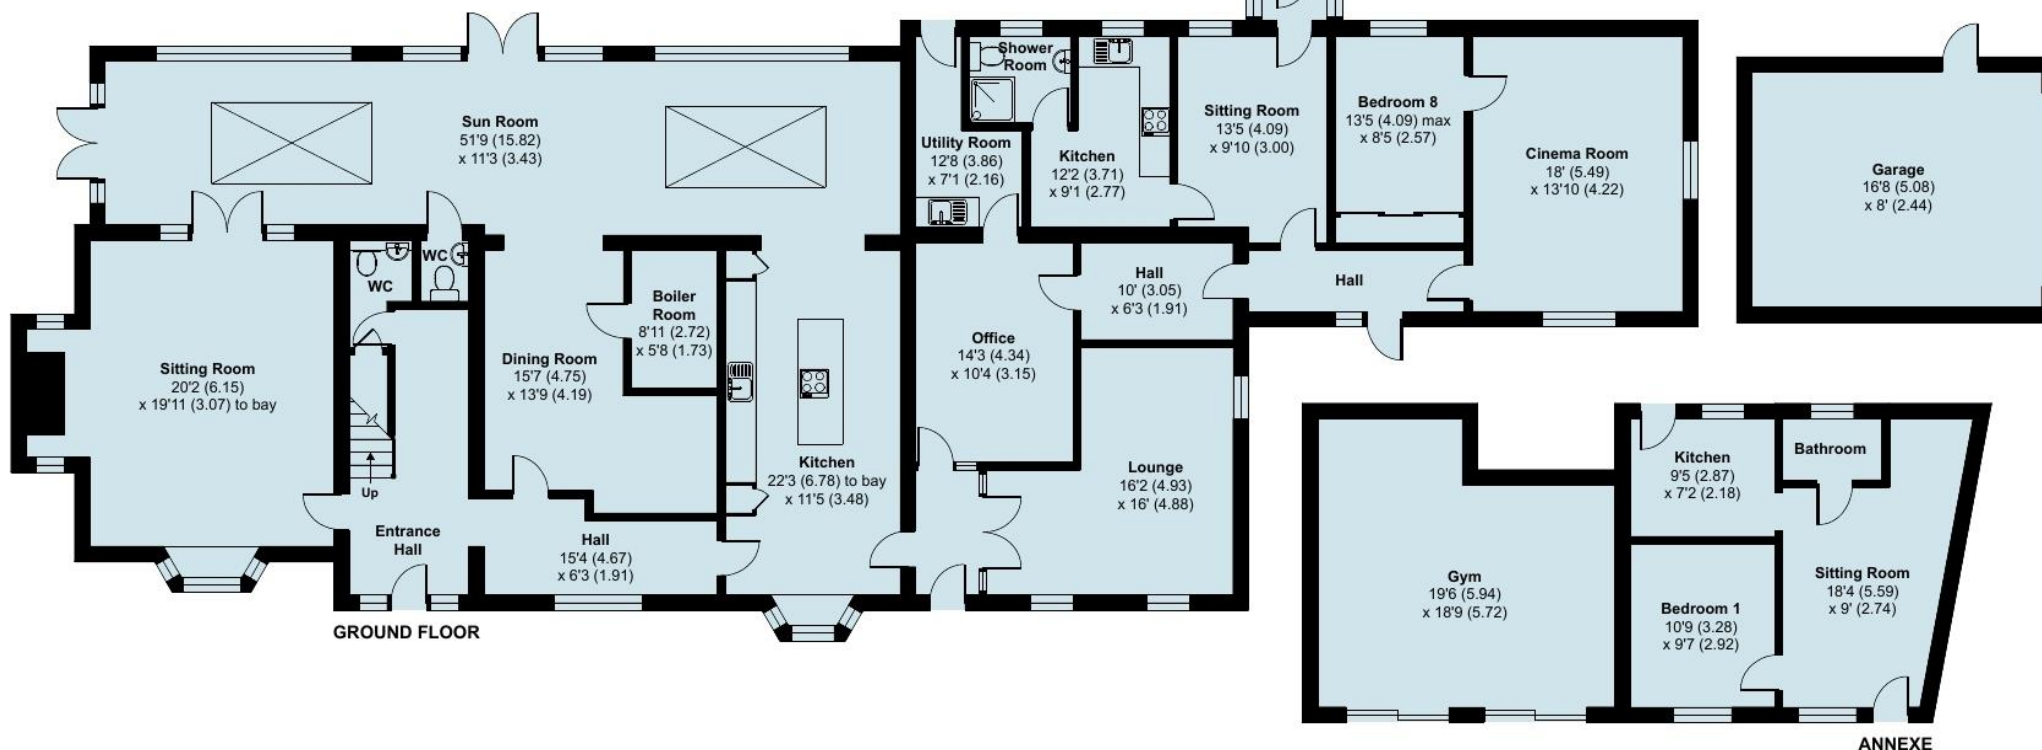 Sun Room
51'9 (15.82)
x 11'3 (3.43)
Shower
Room
Utility Room
12'8 (3.86)
x 7'1 (2.16)
Kitchen
12'2 (3.71)
x 9'1 (2.77)
Sitting Room
13'5 (4.09)
x 9'10 (3.00)
Bedroom 8
13'5 (4.09) max
x 8'5 (2.57)
Cinema Room
18' (5.49)
x 13'10 (4.22)
Garage
16'8 (5.08)
x 8' (2.44)
WC
WC
Sitting Room
20'2 (6.15)
x 19'11 (3.07) to bay
Up
Entrance
Hall
Boiler
Room
8'11 (2.72)
x 5'8 (1.73)
Dining Room
15'7 (4.75)
x 13'9 (4.19)
Hall
15'4 (4.67)
x 6'3 (1.91)
Kitchen
22'3 (6.78) to bay
x 11'5 (3.48)
Office
14'3 (4.34)
x 10'4 (3.15)
Hall
10' (3.05)
x 6'3 (1.91)
Hall
Lounge
16'2 (4.93)
x 16' (4.88)
GROUND FLOOR
Gym
19'6 (5.94)
x 18'9 (5.72)
Kitchen
9'5 (2.87)
x 7'2 (2.18)
Bathroom
Bedroom 1
10'9 (3.28)
x 9'7 (2.92)
Sitting Room
18'4 (5.59)
x 9' (2.74)
ANNEXE